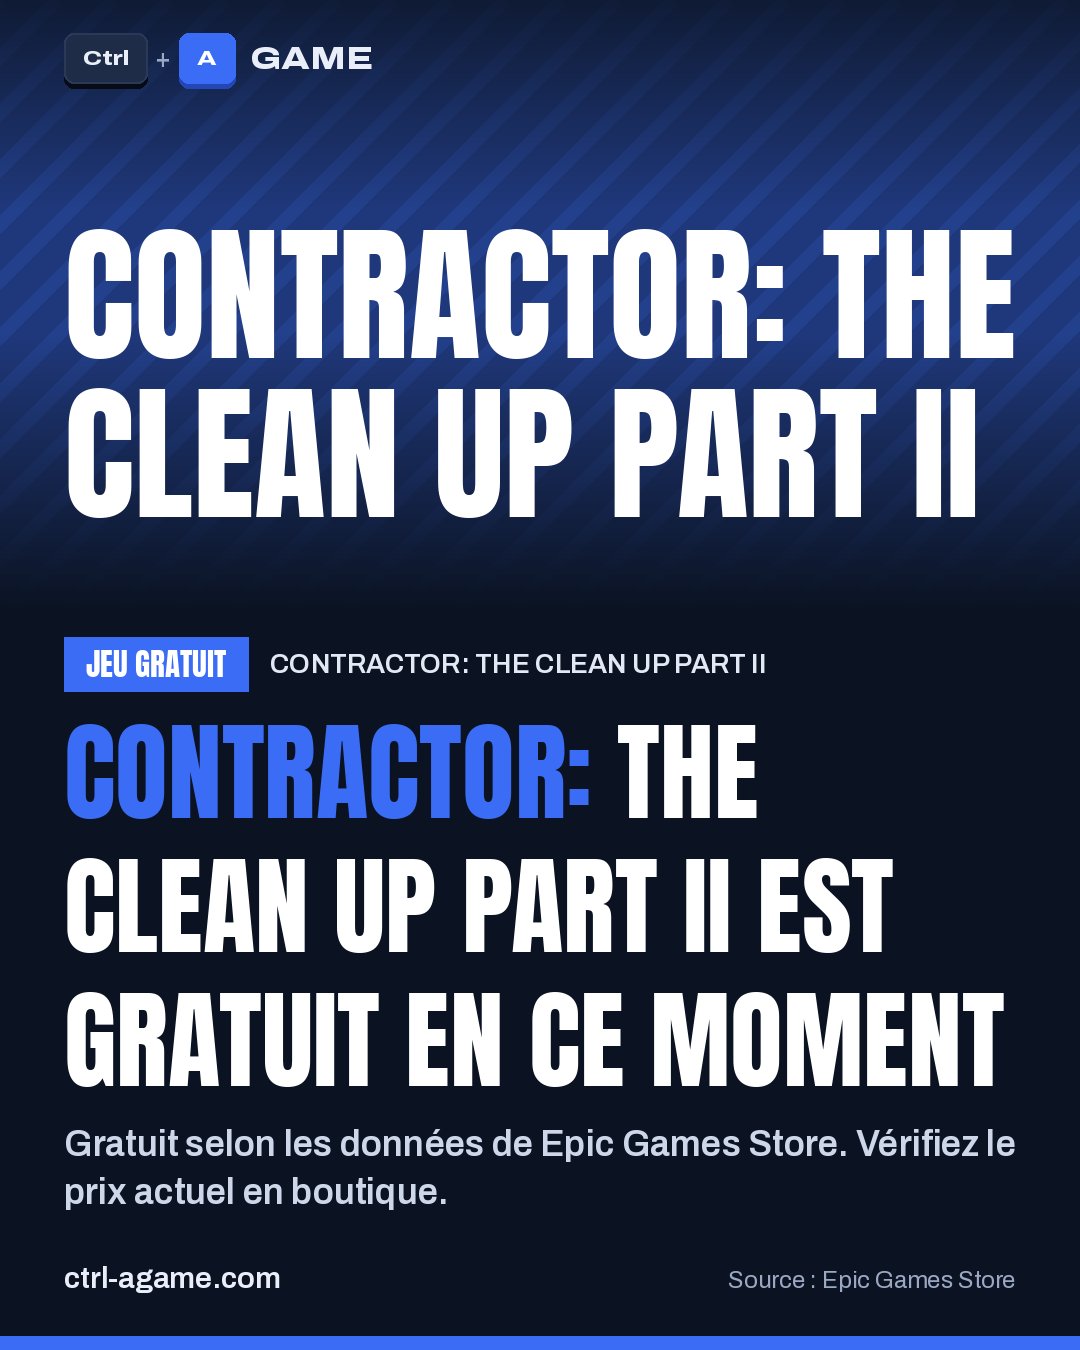 Ctrl + A GAME
CONTRACTOR: THE
CLEAN UP PART II
JEU GRATUIT CONTRACTOR: THE CLEAN UP PART II
CONTRACTOR: THE
CLEAN UP PART II EST
GRATUIT EN CE MOMENT
Gratuit selon les données de Epic Games Store. Vérifiez le
prix actuel en boutique.
ctrl-agame.com Source : Epic Games Store